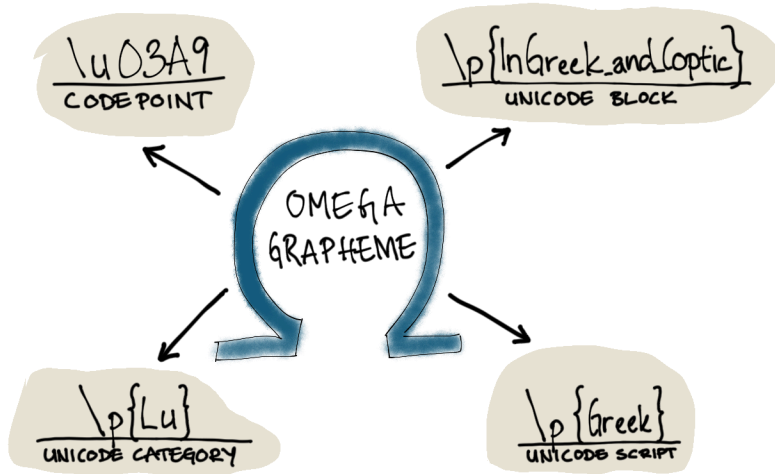 \u03A9
CODEPOINT
\p{InGreek_and_Coptic}
UNICODE BLOCK
OMEGA
GRAPHEME
\p{Lu}
UNICODE CATEGORY
\p{Greek}
UNICODE SCRIPT